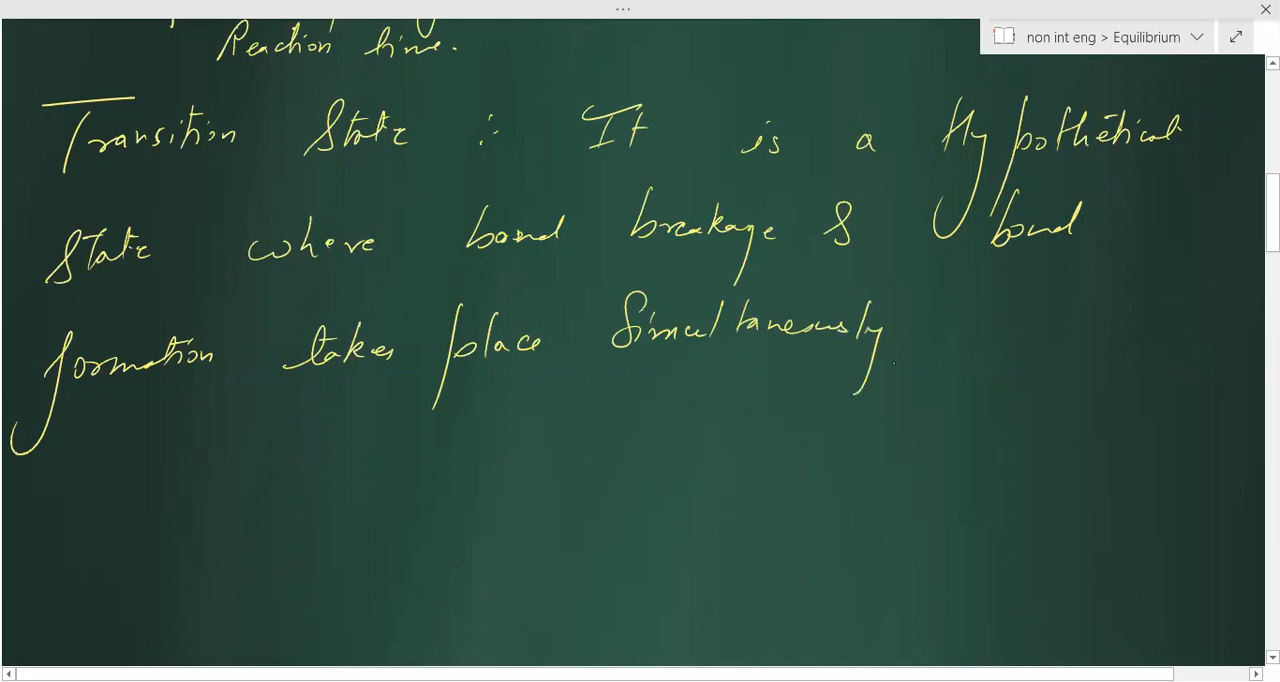 non int eng > Equilibrium
Reaction time.
Transition State : It is a Hypothetical
State where bond breakage & bond
formation takes place Simultaneously